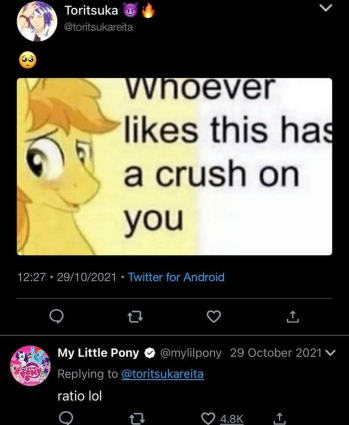 Toritsuka 😈🔥
@toritsukareita
🥺
Whoever
likes this has
a crush on
you
12:27 • 29/10/2021 • Twitter for Android
My Little Pony @mylilpony 29 October 2021
Replying to @toritsukareita
ratio lol
4.8K